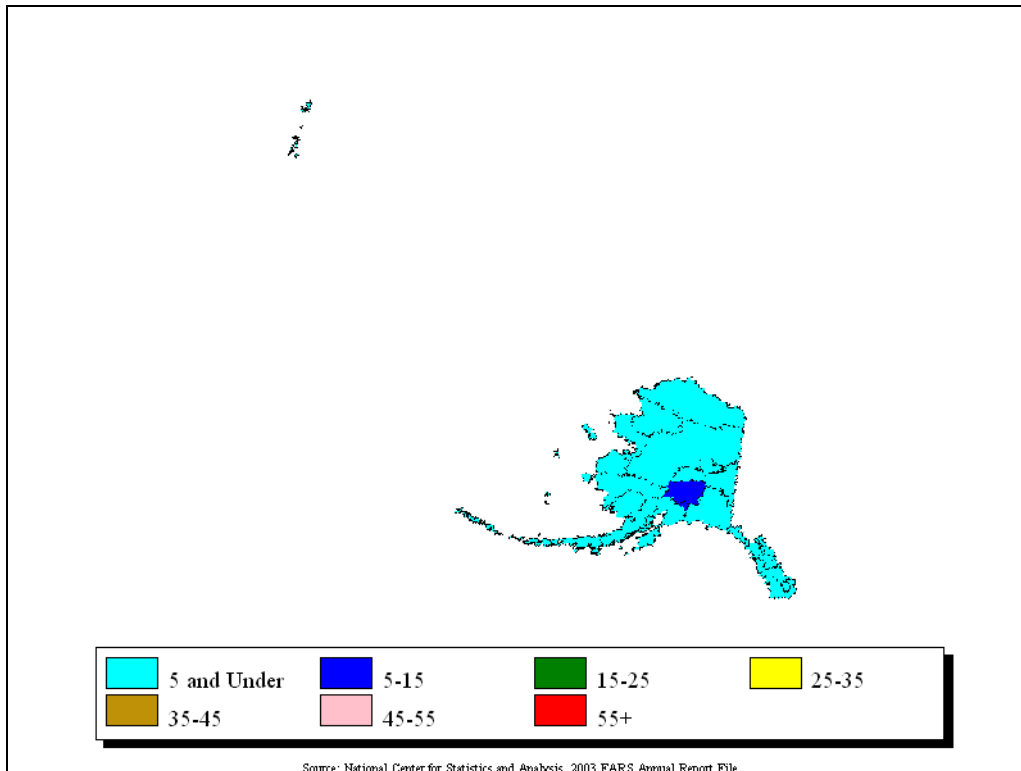 5 and Under 5-15 15-25 25-35
35-45 45-55 55+
Source: National Center for Statistics and Analysis, 2003 FARS Annual Report File